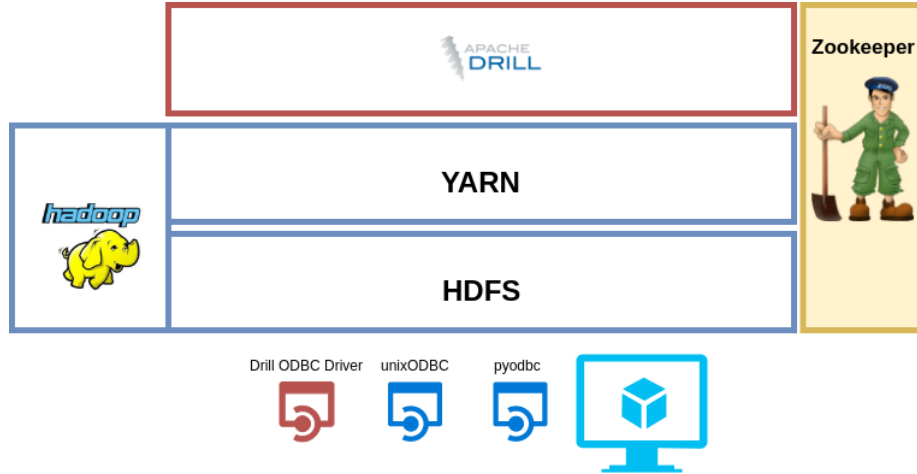 APACHE
DRILL
Zookeeper
YARN
hadoop
HDFS
Drill ODBC Driver
unixODBC
pyodbc